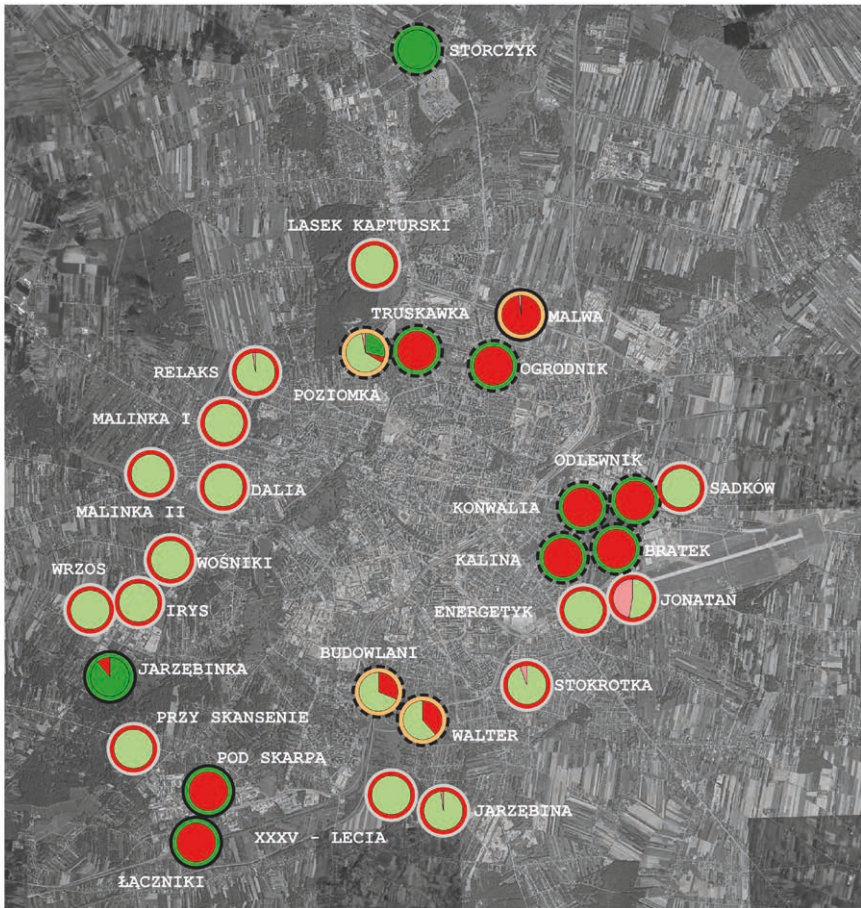 STORCZYK
LASEK KAPTURSKI
TRUSKAWKA
MALWA
RELAKS
OGRODNIK
POZIOMKA
MALINKA I
ODLEWNIK
DALIA
SADKÓW
MALINKA II
KONWALIA
WRZOS
WOŚNIKI
KALINA
BRATEK
IRYS
ENERGETYK
JONATAŃ
BUDOWLANI
JARZĘBINKA
STOKROTKA
PRZY SKANSENIE
WALTER
POD SKARPĄ
JARZĘBINA
XXXV - LECIA
ŁĄCZNIKI